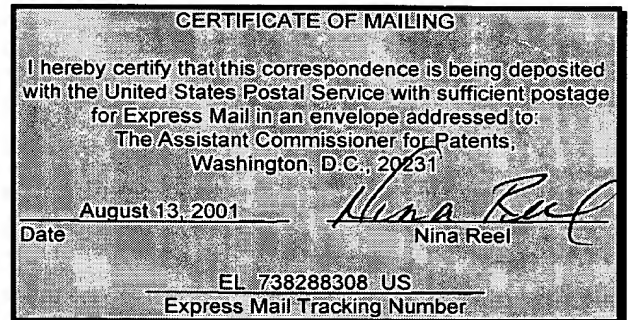 CERTIFICATE OF MAILING
I hereby certify that this correspondence is being deposited
with the United States Postal Service with sufficient postage
for Express Mail in an envelope addressed to:
The Assistant Commissioner for Patents,
Washington, D.C., 20231
August 13, 2001 Nina Reel
Date Nina Reel
EL 738288308 US
Express Mail Tracking Number